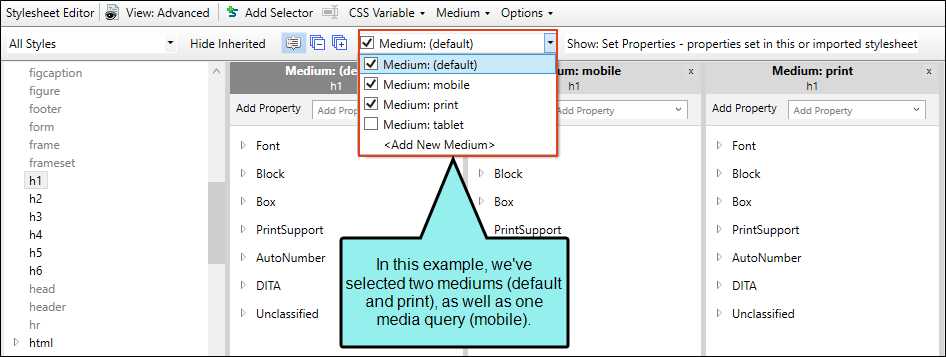 Stylesheet Editor View: Advanced Add Selector CSS Variable Medium Options
All Styles Hide Inherited Medium: (default) Show: Set Properties - properties set in this or imported stylesheet
Medium: (default)
Medium: mobile
Medium: print
Medium: tablet
<Add New Medium>
figcaption
figure
footer
form
frame
frameset
h1
h2
h3
h4
h5
h6
head
header
hr
html
Medium: (de
h1
Add Property Add Prop
Font
Block
Box
PrintSupport
AutoNumber
DITA
Unclassified
um: mobile x
h1
Add Property
Block
Box
PrintSupport
Medium: print x
h1
Add Property Add Property
Font
Block
Box
PrintSupport
AutoNumber
DITA
Unclassified
In this example, we've
selected two mediums (default
and print), as well as one
media query (mobile).